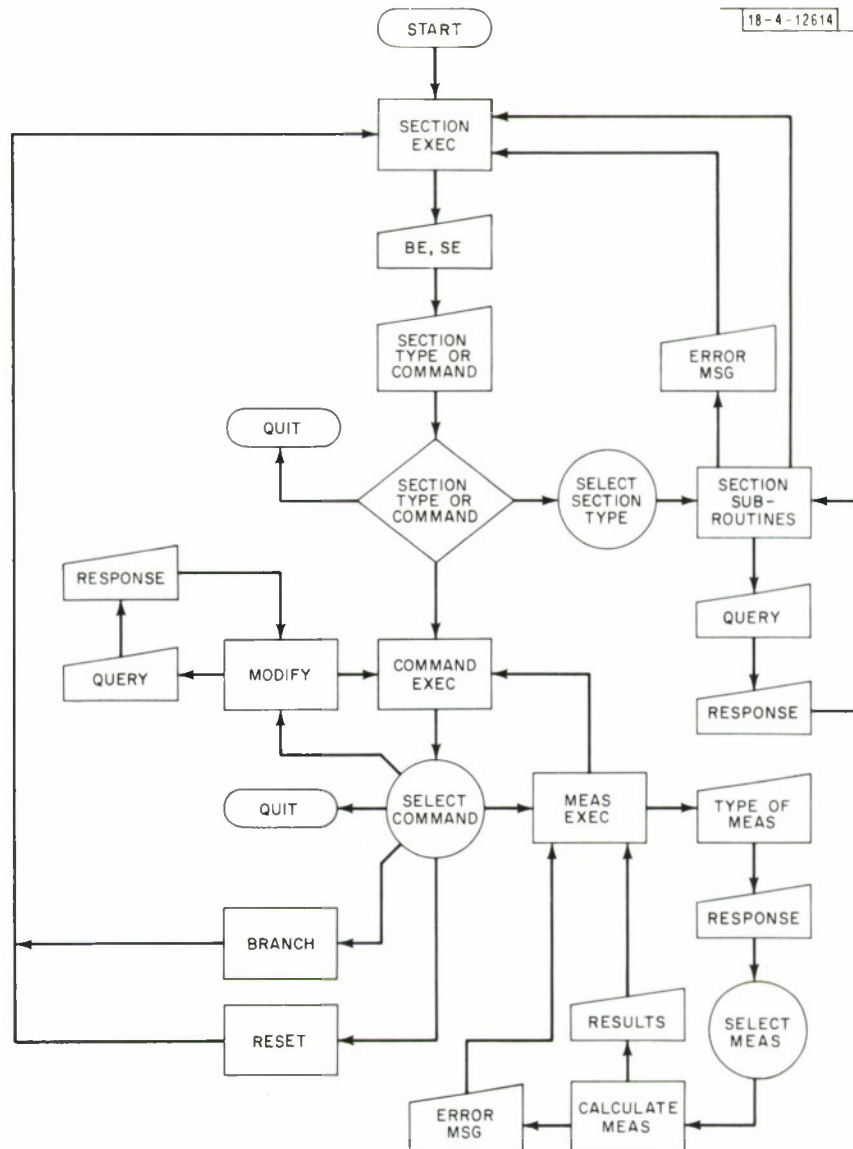 18-4-12614
START
SECTION
EXEC
BE, SE
SECTION
TYPE OR
COMMAND
ERROR
MSG
QUIT
SECTION
TYPE OR
COMMAND
SELECT
SECTION
TYPE
SECTION
SUB-
ROUTINES
RESPONSE
QUERY
QUERY
MODIFY
COMMAND
EXEC
RESPONSE
QUIT
SELECT
COMMAND
MEAS
EXEC
TYPE OF
MEAS
RESPONSE
BRANCH
RESULTS
SELECT
MEAS
RESET
ERROR
MSG
CALCULATE
MEAS